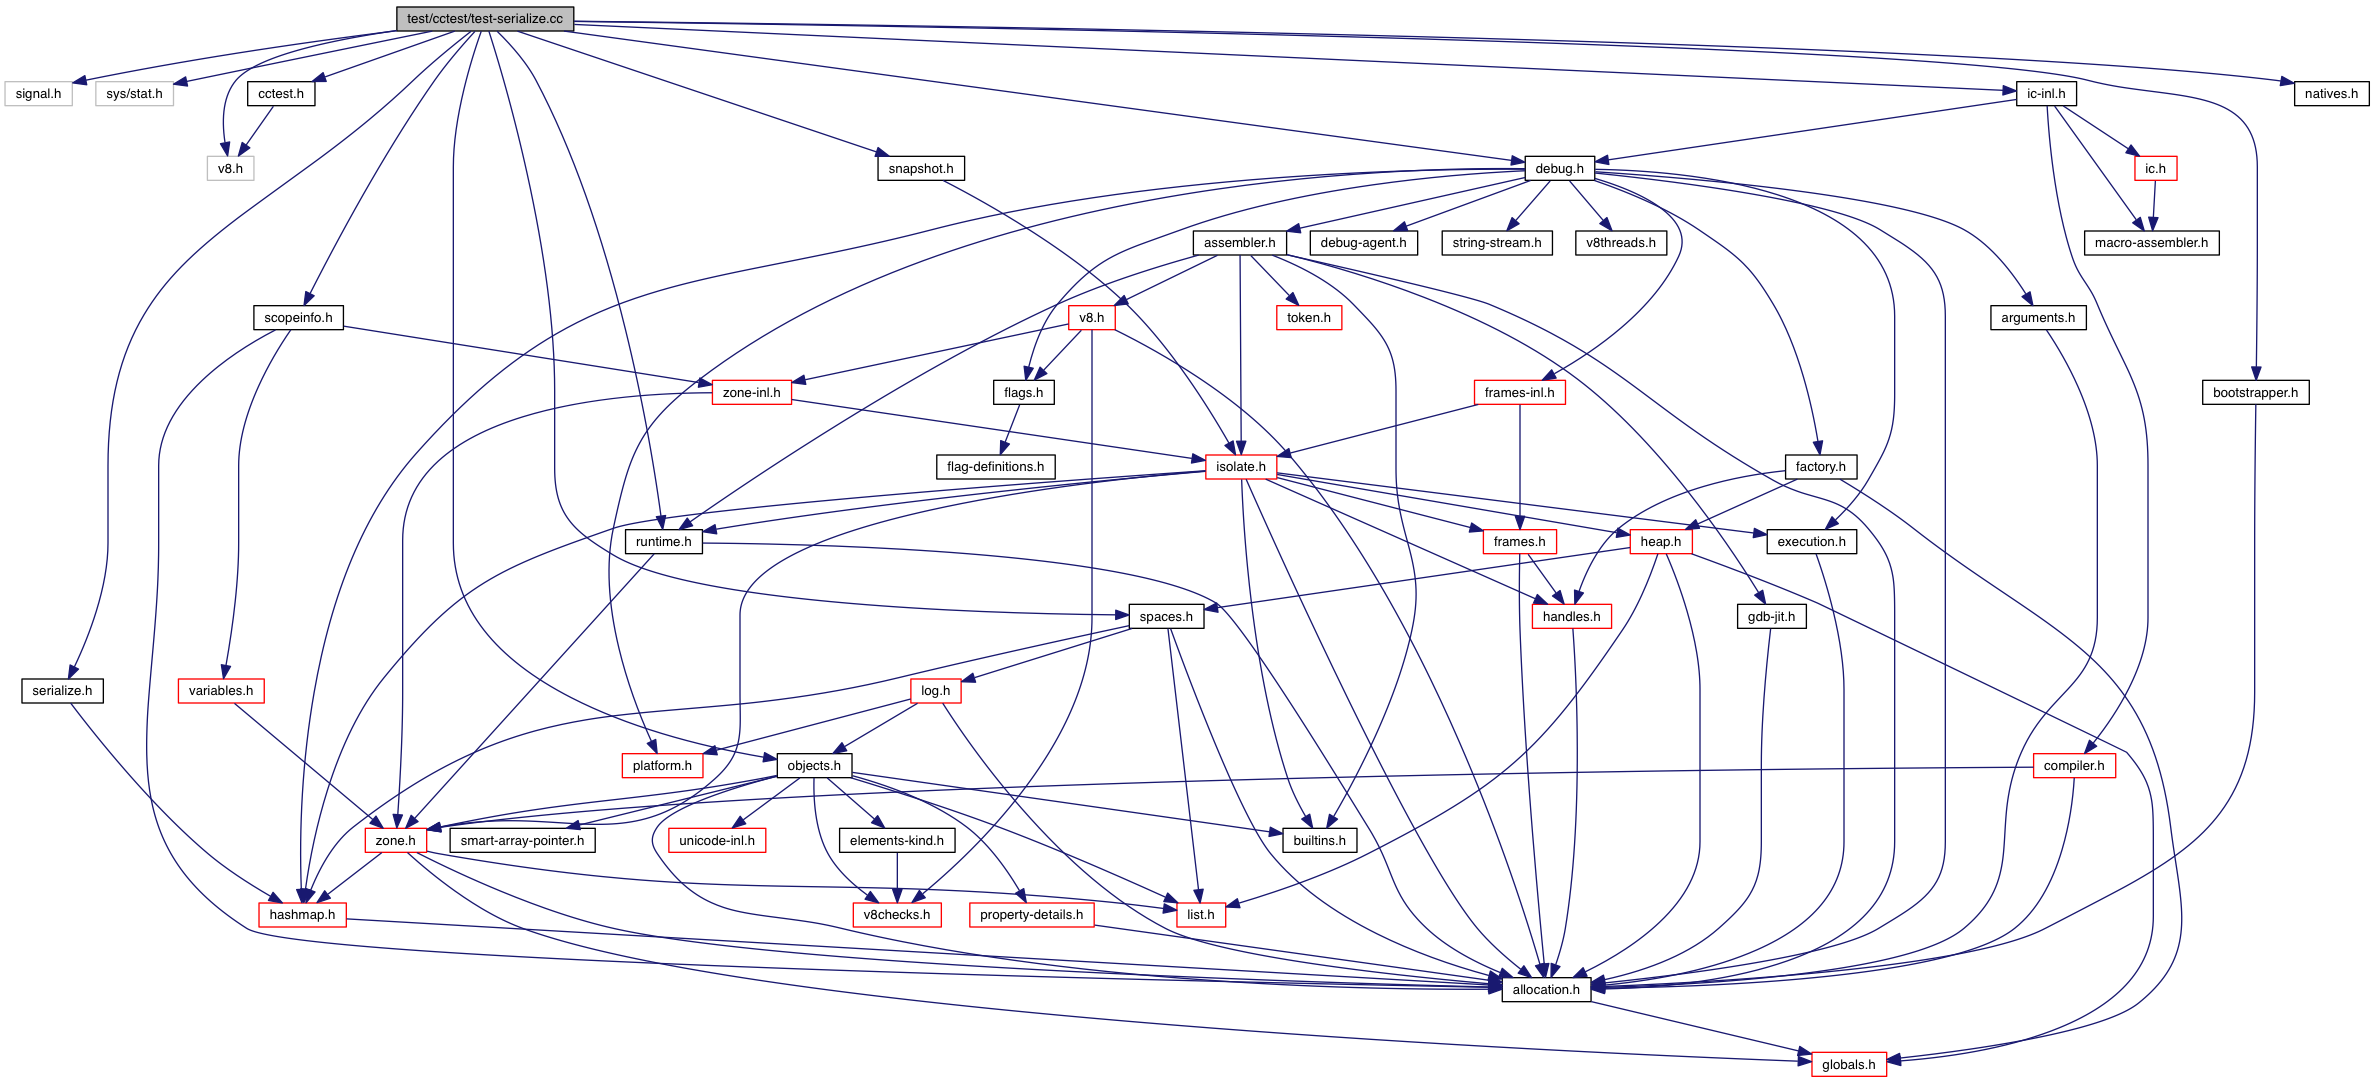 test/cctest/test-serialize.cc
signal.h
sys/stat.h
cctest.h
ic-inl.h
natives.h
v8.h
snapshot.h
debug.h
ic.h
assembler.h
debug-agent.h
string-stream.h
v8threads.h
macro-assembler.h
scopeinfo.h
v8.h
token.h
arguments.h
zone-inl.h
flags.h
frames-inl.h
bootstrapper.h
flag-definitions.h
isolate.h
factory.h
runtime.h
frames.h
heap.h
execution.h
spaces.h
handles.h
gdb-jit.h
serialize.h
variables.h
log.h
platform.h
objects.h
compiler.h
zone.h
smart-array-pointer.h
unicode-inl.h
elements-kind.h
builtins.h
hashmap.h
v8checks.h
property-details.h
list.h
allocation.h
globals.h